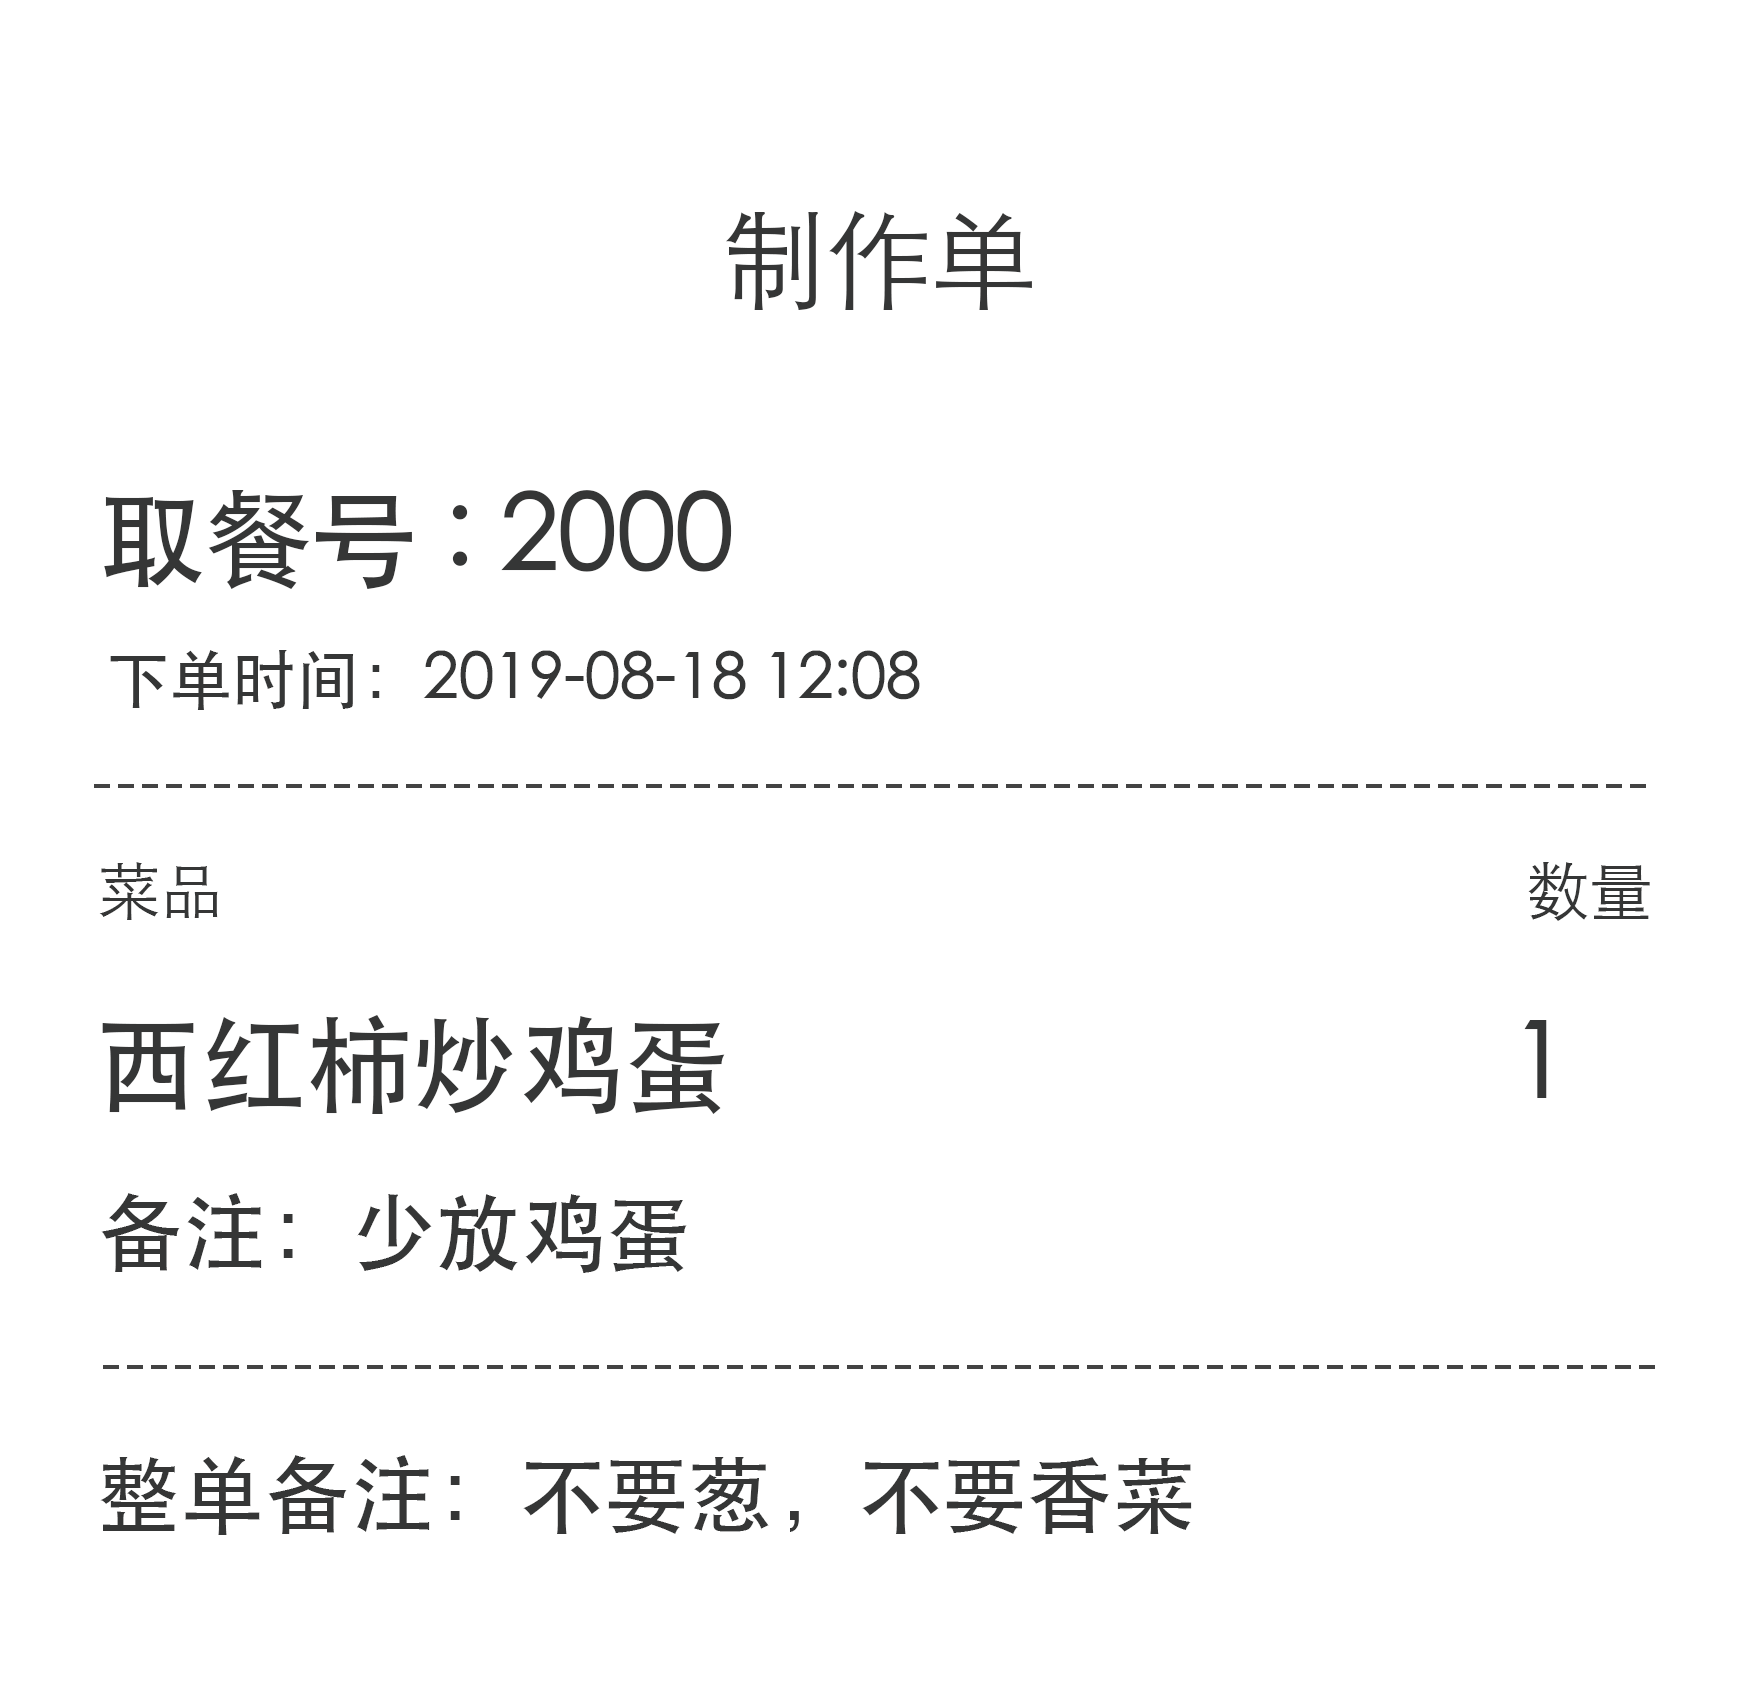 制作单
取餐号：2000
下单时间：2019-08-18 12:08
菜品 数量
西红柿炒鸡蛋 1
备注：少放鸡蛋
整单备注：不要葱，不要香菜